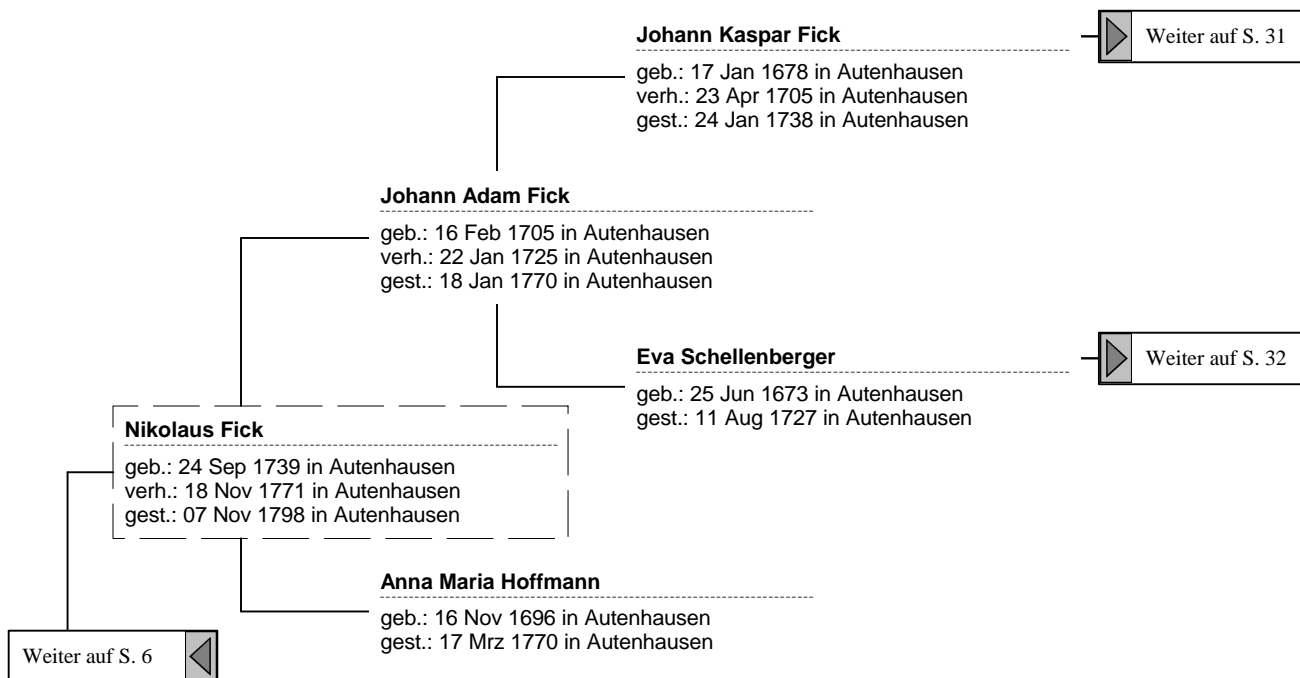 Johann Kaspar Fick
geb.: 17 Jan 1678 in Autenhausen
verh.: 23 Apr 1705 in Autenhausen
gest.: 24 Jan 1738 in Autenhausen
Weiter auf S. 31
Johann Adam Fick
geb.: 16 Feb 1705 in Autenhausen
verh.: 22 Jan 1725 in Autenhausen
gest.: 18 Jan 1770 in Autenhausen
Eva Schellenberger
geb.: 25 Jun 1673 in Autenhausen
gest.: 11 Aug 1727 in Autenhausen
Weiter auf S. 32
Nikolaus Fick
geb.: 24 Sep 1739 in Autenhausen
verh.: 18 Nov 1771 in Autenhausen
gest.: 07 Nov 1798 in Autenhausen
Anna Maria Hoffmann
geb.: 16 Nov 1696 in Autenhausen
gest.: 17 Mrz 1770 in Autenhausen
Weiter auf S. 6